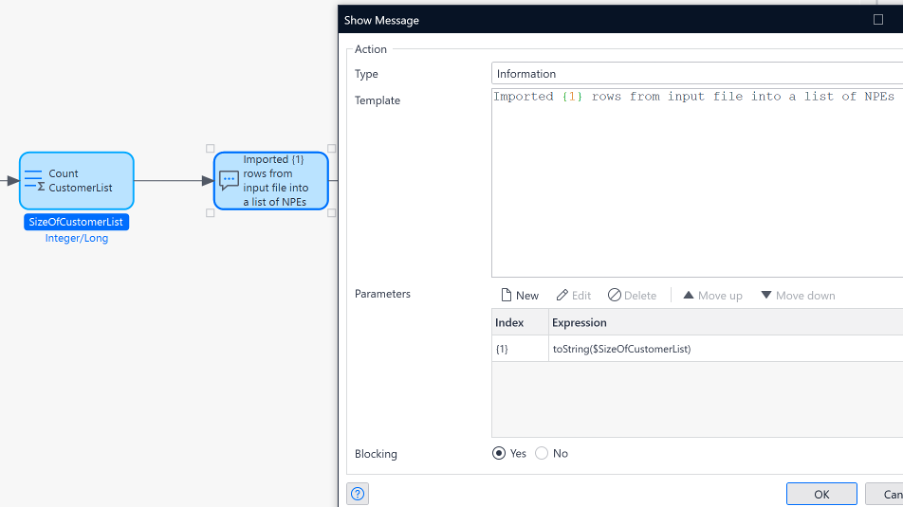 Show Message
Action
Type
Information
Template
Imported {1} rows from input file into a list of NPEs
Count
CustomerList
SizeOfCustomerList
Integer/Long
Imported {1}
rows from
input file into
a list of NPEs
Parameters
New Edit Delete Move up Move down
Index Expression
{1} toString($SizeOfCustomerList)
Blocking
Yes No
OK
Can